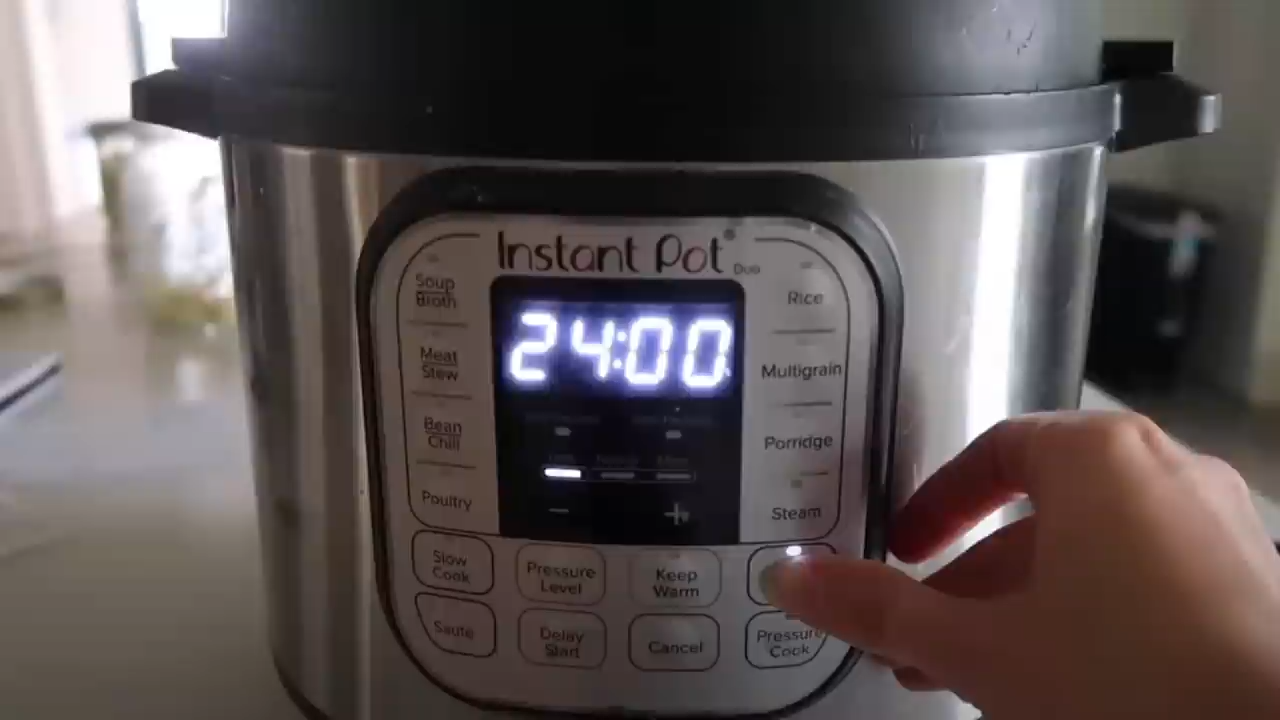 Instant Pot®
Duo
24:00
Soup
Broth
Meat
Stew
Bean
Chili
Poultry
Rice
Multigrain
Porridge
Steam
Less
− +
Slow
Cook
Pressure
Level
Keep
Warm
Saute
Delay
Start
Cancel
Pressure
Cook